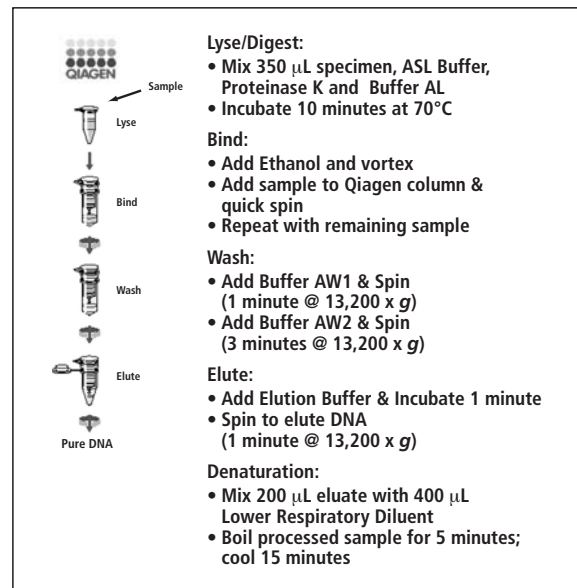 QIAGEN
Sample
Lyse
Bind
Wash
Elute
Pure DNA
Lyse/Digest:
• Mix 350 μL specimen, ASL Buffer,
Proteinase K and Buffer AL
• Incubate 10 minutes at 70°C
Bind:
• Add Ethanol and vortex
• Add sample to Qiagen column &
quick spin
• Repeat with remaining sample
Wash:
• Add Buffer AW1 & Spin
(1 minute @ 13,200 x g)
• Add Buffer AW2 & Spin
(3 minutes @ 13,200 x g)
Elute:
• Add Elution Buffer & Incubate 1 minute
• Spin to elute DNA
(1 minute @ 13,200 x g)
Denaturation:
• Mix 200 μL eluate with 400 μL
Lower Respiratory Diluent
• Boil processed sample for 5 minutes;
cool 15 minutes